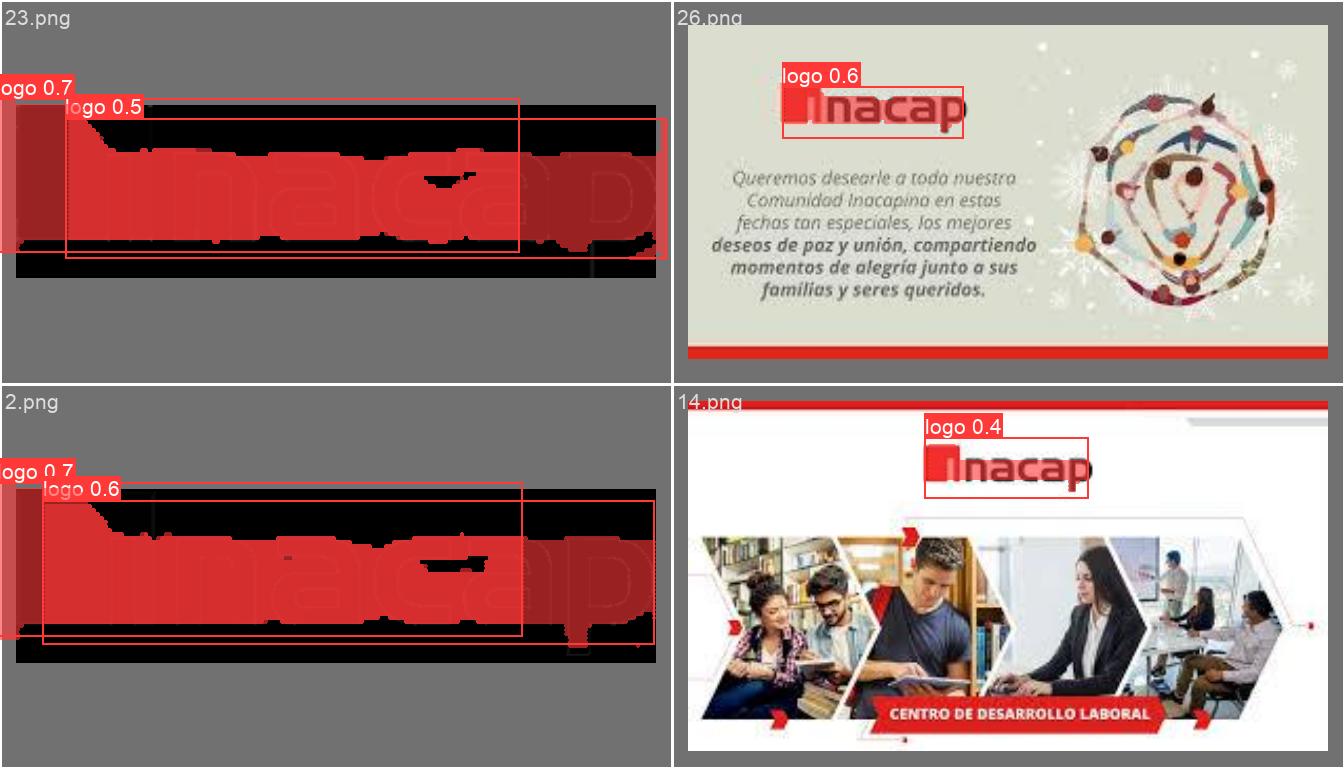 23.png
logo 0.7
logo 0.5
inacap
26.png
logo 0.6
inacap
Queremos desearle a toda nuestra
Comunidad Inacapina en estas
fechas tan especiales, los mejores
deseos de paz y unión, compartiendo
momentos de alegría junto a sus
familias y seres queridos.
2.png
logo 0.7
logo 0.6
inacap
14.png
logo 0.4
inacap
CENTRO DE DESARROLLO LABORAL